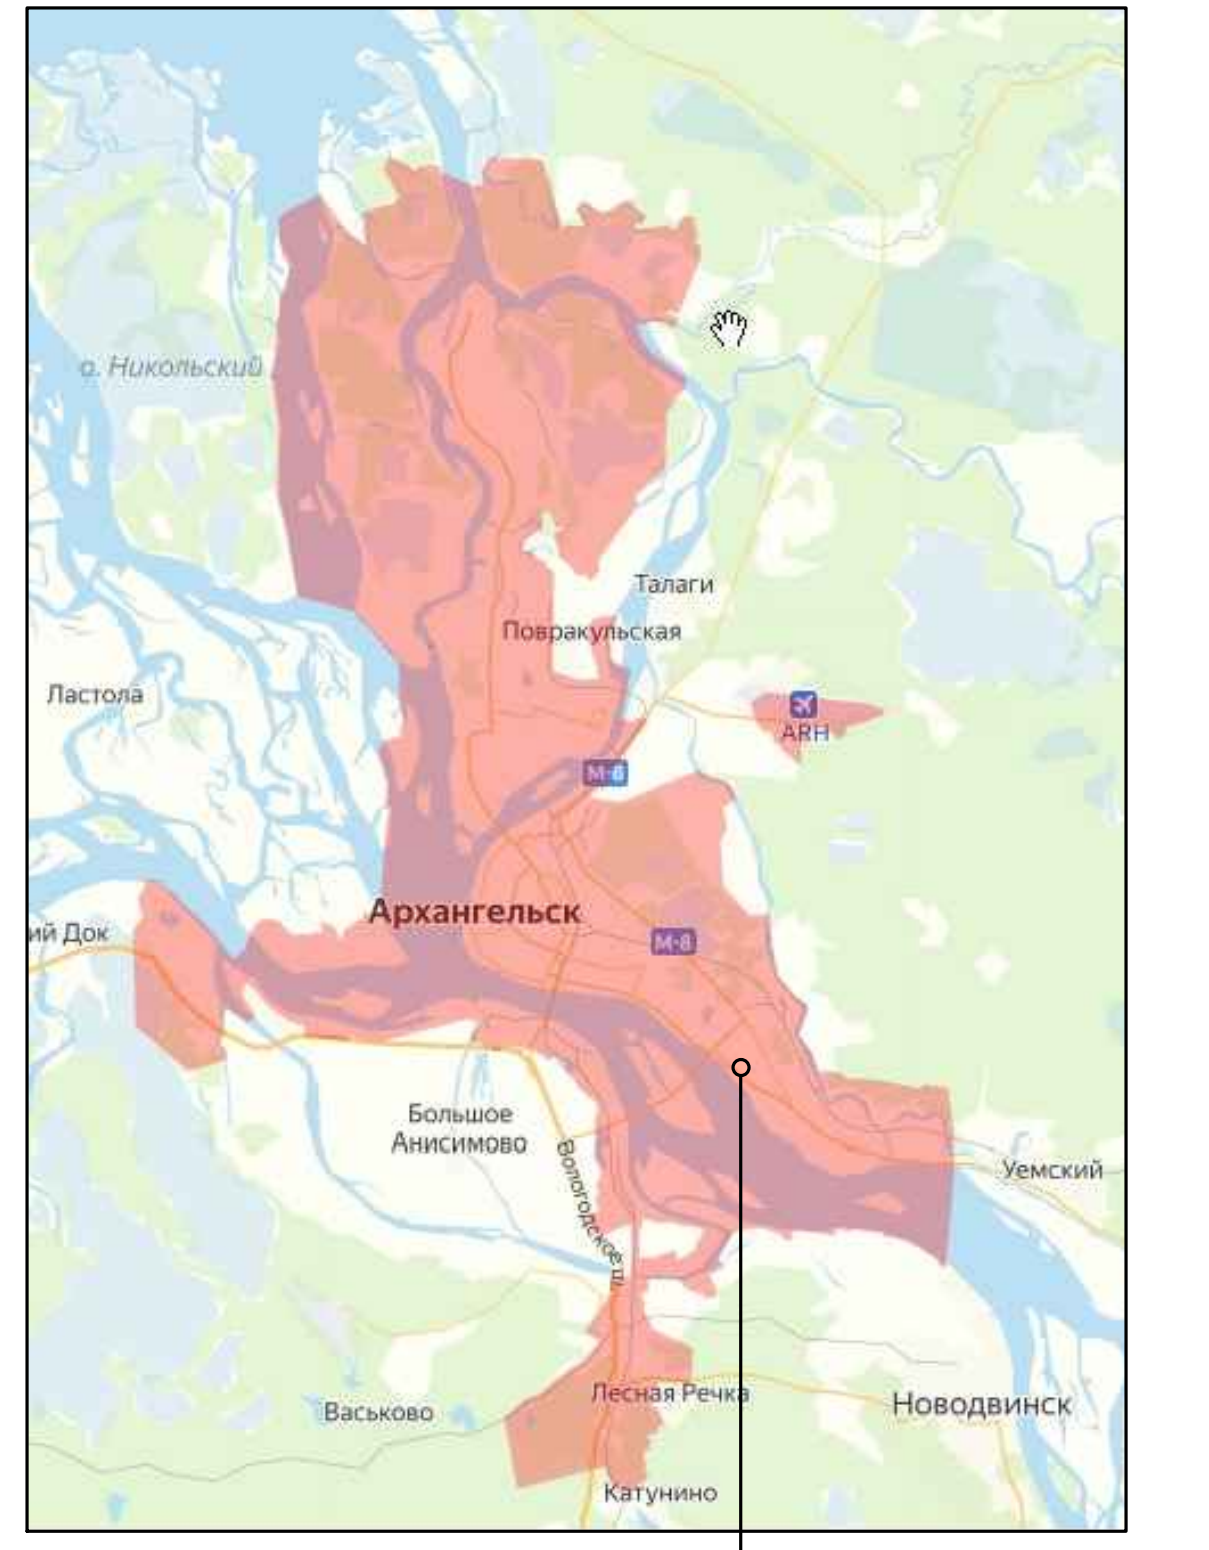 о. Никольский
Талаги
Повракульская
Ластола
ARH
М-8
Архангельск
ий Док
М-8
Большое
Анисимово
Вологодское ш.
Уемский
Лесная Речка
Васьково
Новодвинск
Катунино